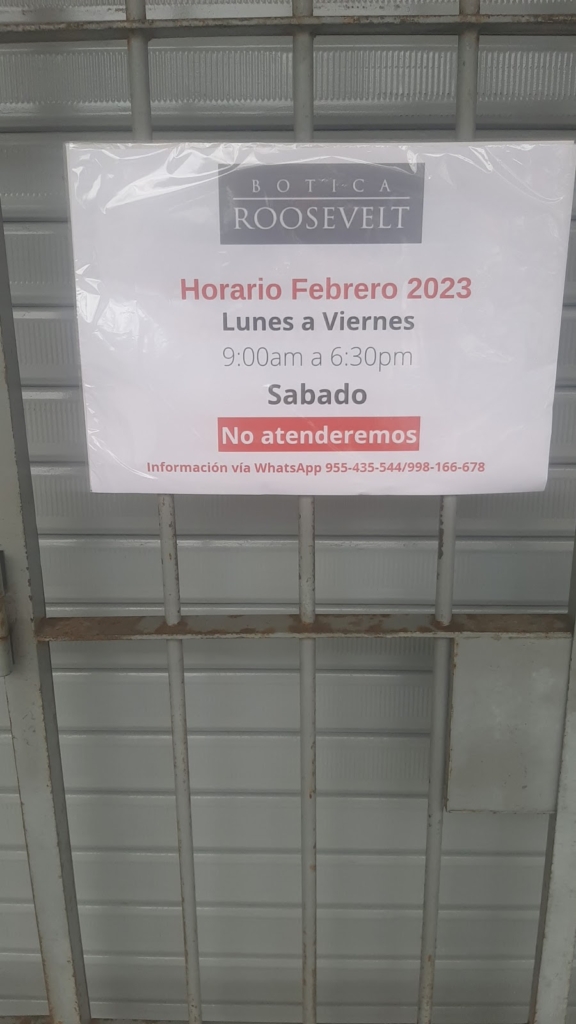 BOTICA
ROOSEVELT
Horario Febrero 2023
Lunes a Viernes
9:00am a 6:30pm
Sabado
No atenderemos
Información vía WhatsApp 955-435-544/998-166-678